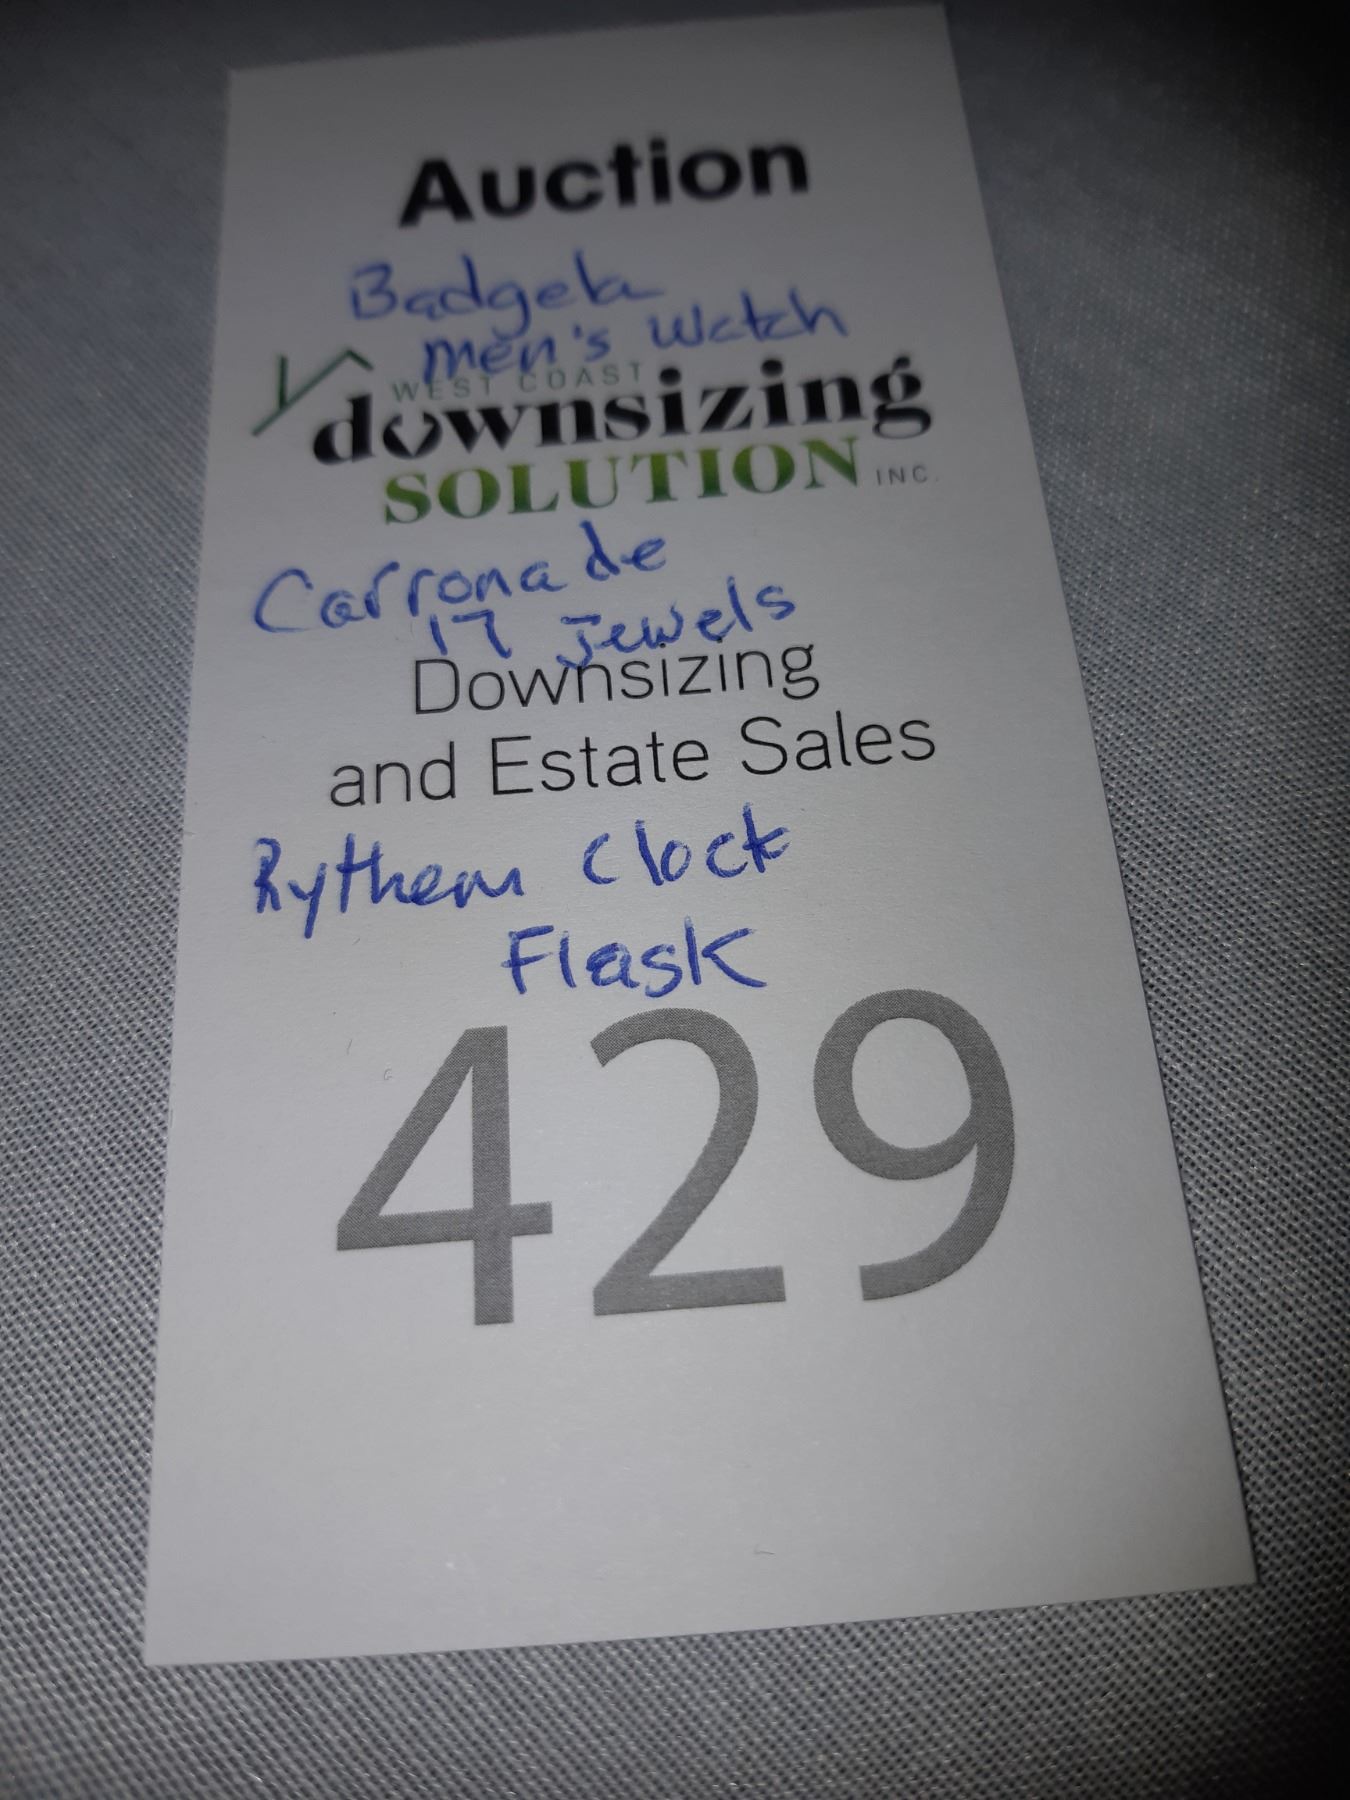 Auction
Badgela
men's watch
WEST COAST
downsizing
SOLUTION INC.
Carronade
17 Jewels
Downsizing
and Estate Sales
Rythem Clock
Flask
429